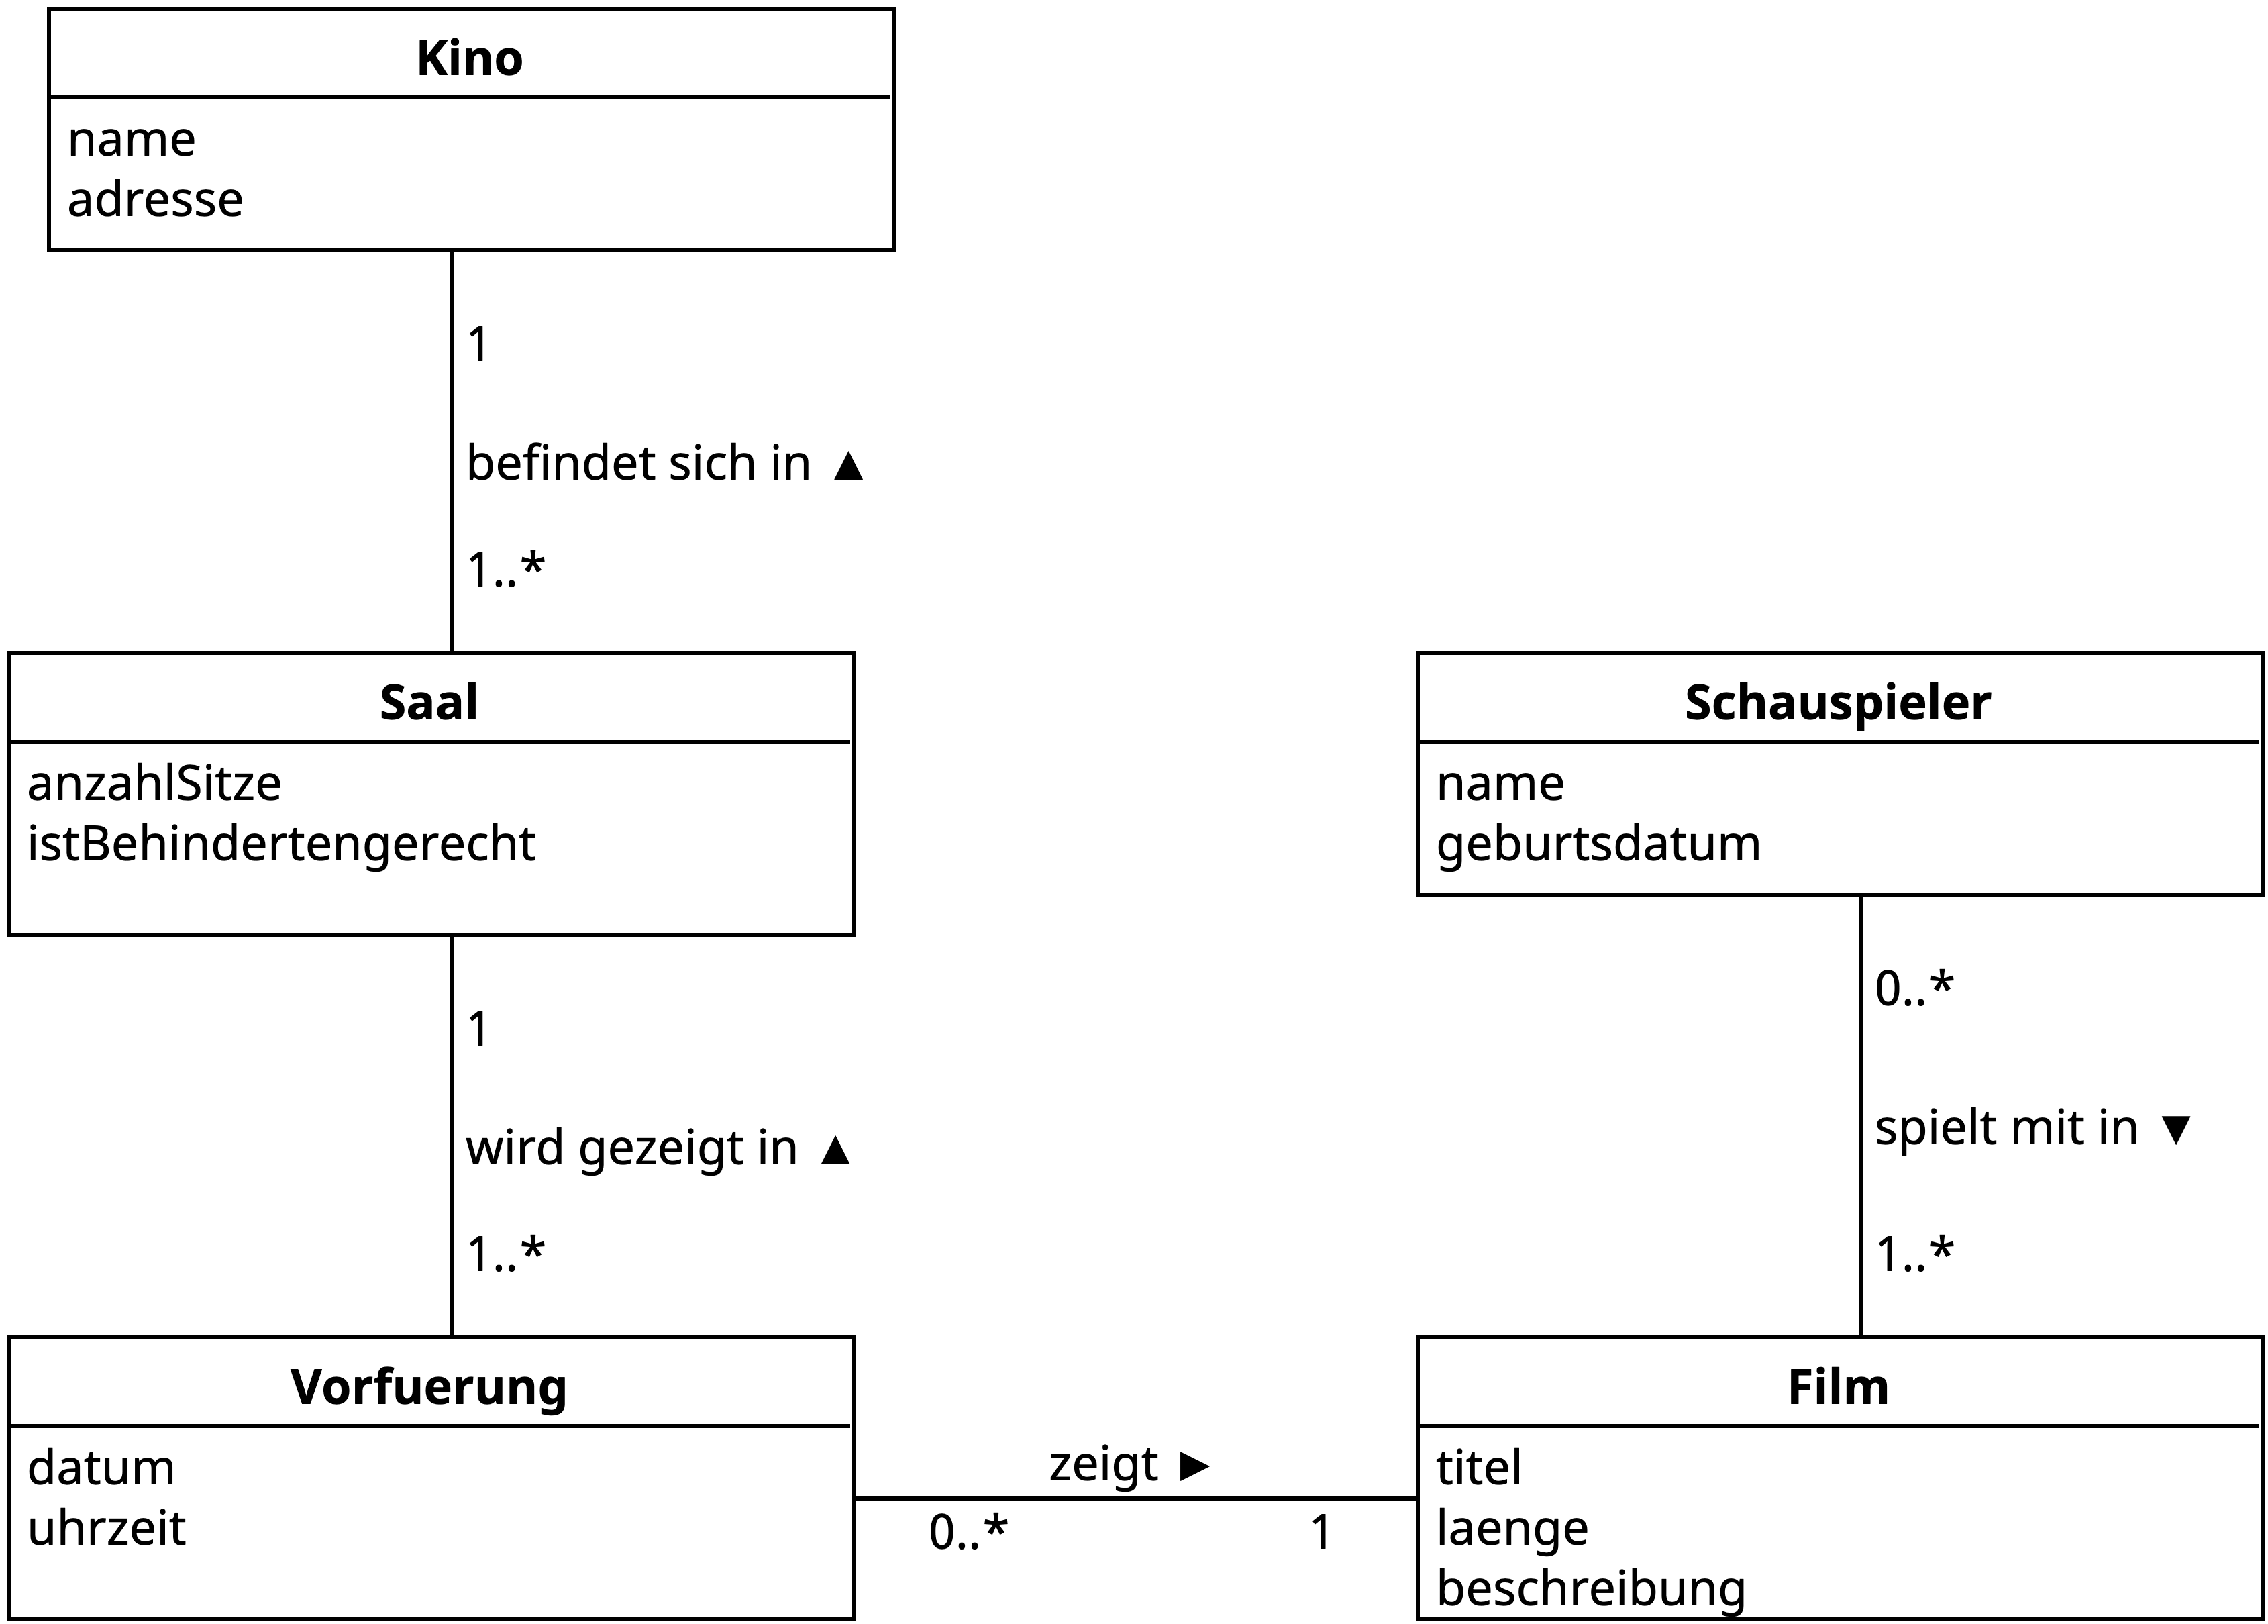 Kino
name
adresse
1
befindet sich in ▲
1..*
Saal
anzahlSitze
istBehindertengerecht
Schauspieler
name
geburtsdatum
1
wird gezeigt in ▲
1..*
0..*
spielt mit in ▼
1..*
Vorfuerung
datum
uhrzeit
zeigt ►
0..*
1
Film
titel
laenge
beschreibung